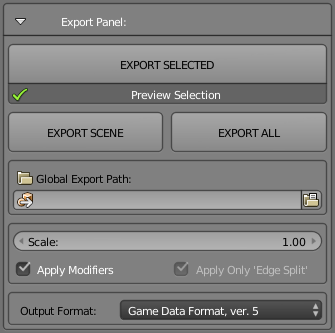 Export Panel:
EXPORT SELECTED
Preview Selection
EXPORT SCENE EXPORT ALL
Global Export Path:
Scale: 1.00
Apply Modifiers Apply Only 'Edge Split'
Output Format: Game Data Format, ver. 5